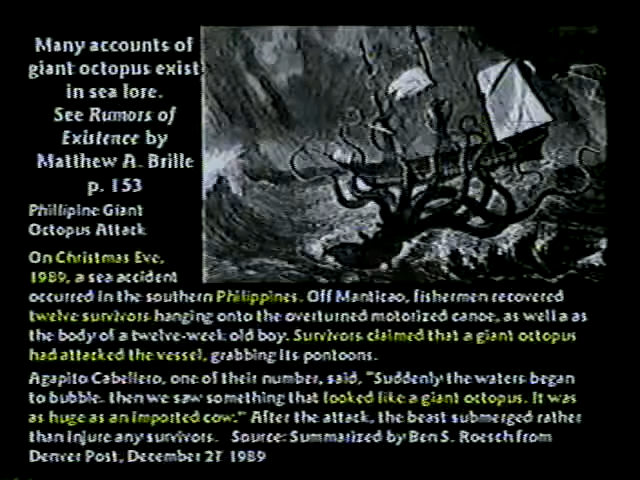 Many accounts of
giant octopus exist
in sea lore.
See Rumors of
Existence by
Matthew A. Brille
p. 153
Phillipine Giant
Octopus Attack
On Christmas Eve,
1989, a sea accident
occurred in the southern Philippines. Off Manticao, fishermen recovered
twelve survivors hanging onto the overturned motorized canoe, as well a as
the body of a twelve-week old boy. Survivors claimed that a giant octopus
had attacked the vessel, grabbing its pontoons.
Agapito Caballero, one of their number, said, "Suddenly the waters began
to bubble. then we saw something that looked like a giant octopus. It was
as huge as an imported cow." After the attack, the beast submerged rather
than injure any survivors. Source: Summarized by Ben S. Roesch from
Denver Post, December 27 1989